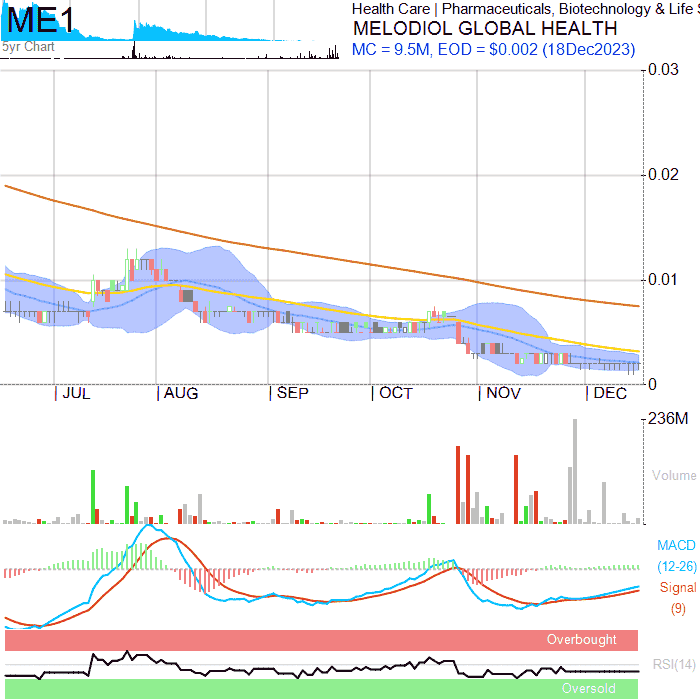 ME1
5yr Chart
Health Care | Pharmaceuticals, Biotechnology & Life S
MELODIOL GLOBAL HEALTH
MC = 9.5M, EOD = $0.002 (18Dec2023)
0.03
0.02
0.01
0
JUL AUG SEP OCT NOV DEC
236M
Volume
MACD
(12-26)
Signal
(9)
Overbought
RSI(14)
Oversold